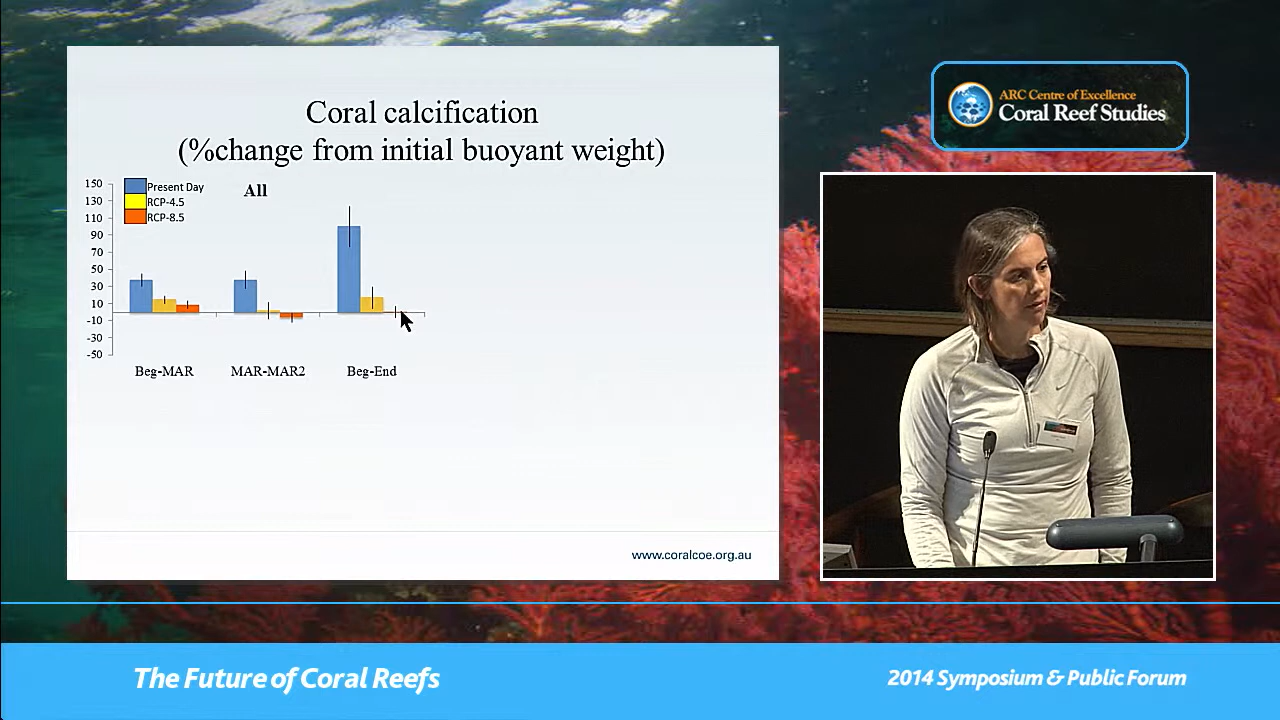 Coral calcification
(%change from initial buoyant weight)
150
130
110
90
70
50
30
10
-10
-30
-50
Present Day
RCP-4.5
RCP-8.5
All
Beg-MAR
MAR-MAR2
Beg-End
www.coralcoe.org.au
ARC Centre of Excellence
Coral Reef Studies
The Future of Coral Reefs
2014 Symposium & Public Forum